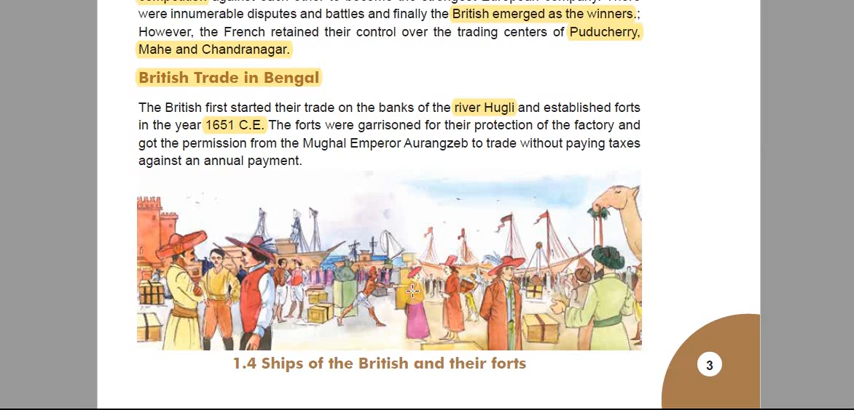 were innumerable disputes and battles and finally the British emerged as the winners.;
However, the French retained their control over the trading centers of Puducherry,
Mahe and Chandranagar.
British Trade in Bengal
The British first started their trade on the banks of the river Hugli and established forts
in the year 1651 C.E. The forts were garrisoned for their protection of the factory and
got the permission from the Mughal Emperor Aurangzeb to trade without paying taxes
against an annual payment.
1.4 Ships of the British and their forts
3